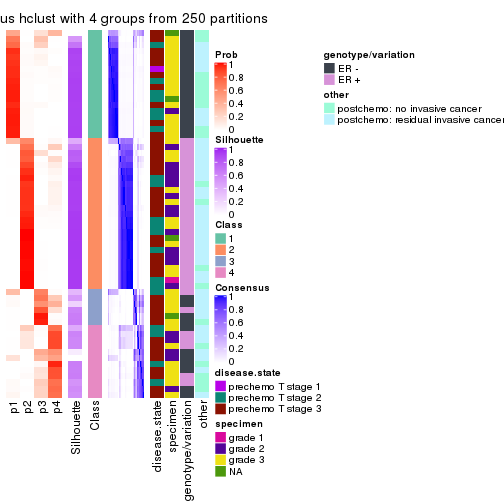 us hclust with 4 groups from 250 partitions
Prob
1
0.8
0.6
0.4
0.2
0
Silhouette
1
0.8
0.6
0.4
0.2
0
Class
1
2
3
4
Consensus
1
0.8
0.6
0.4
0.2
0
disease.state
prechemo T stage 1
prechemo T stage 2
prechemo T stage 3
specimen
grade 1
grade 2
grade 3
NA
genotype/variation
ER -
ER +
other
postchemo: no invasive cancer
postchemo: residual invasive cancer
p1
p2
p3
p4
Silhouette
Class
disease.state
specimen
genotype/variation
other